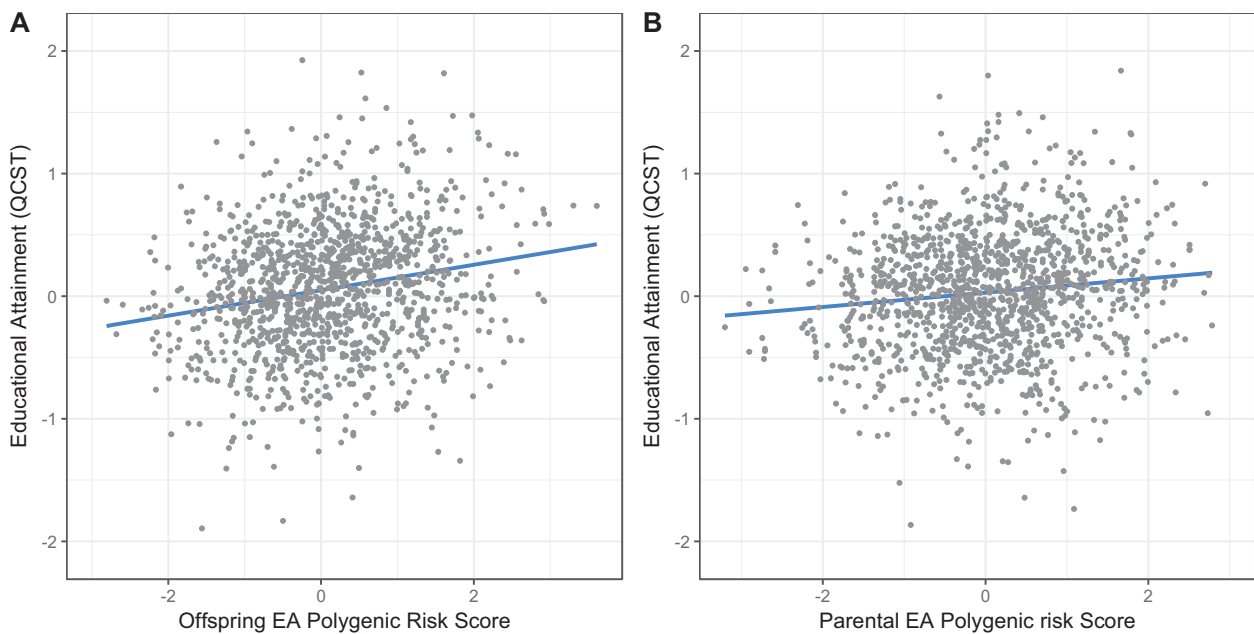 A
B
2
1
0
-1
-2
Educational Attainment (QCST)
-2
0
2
Offspring EA Polygenic Risk Score
2
1
0
-1
-2
Educational Attainment (QCST)
-2
0
2
Parental EA Polygenic risk Score